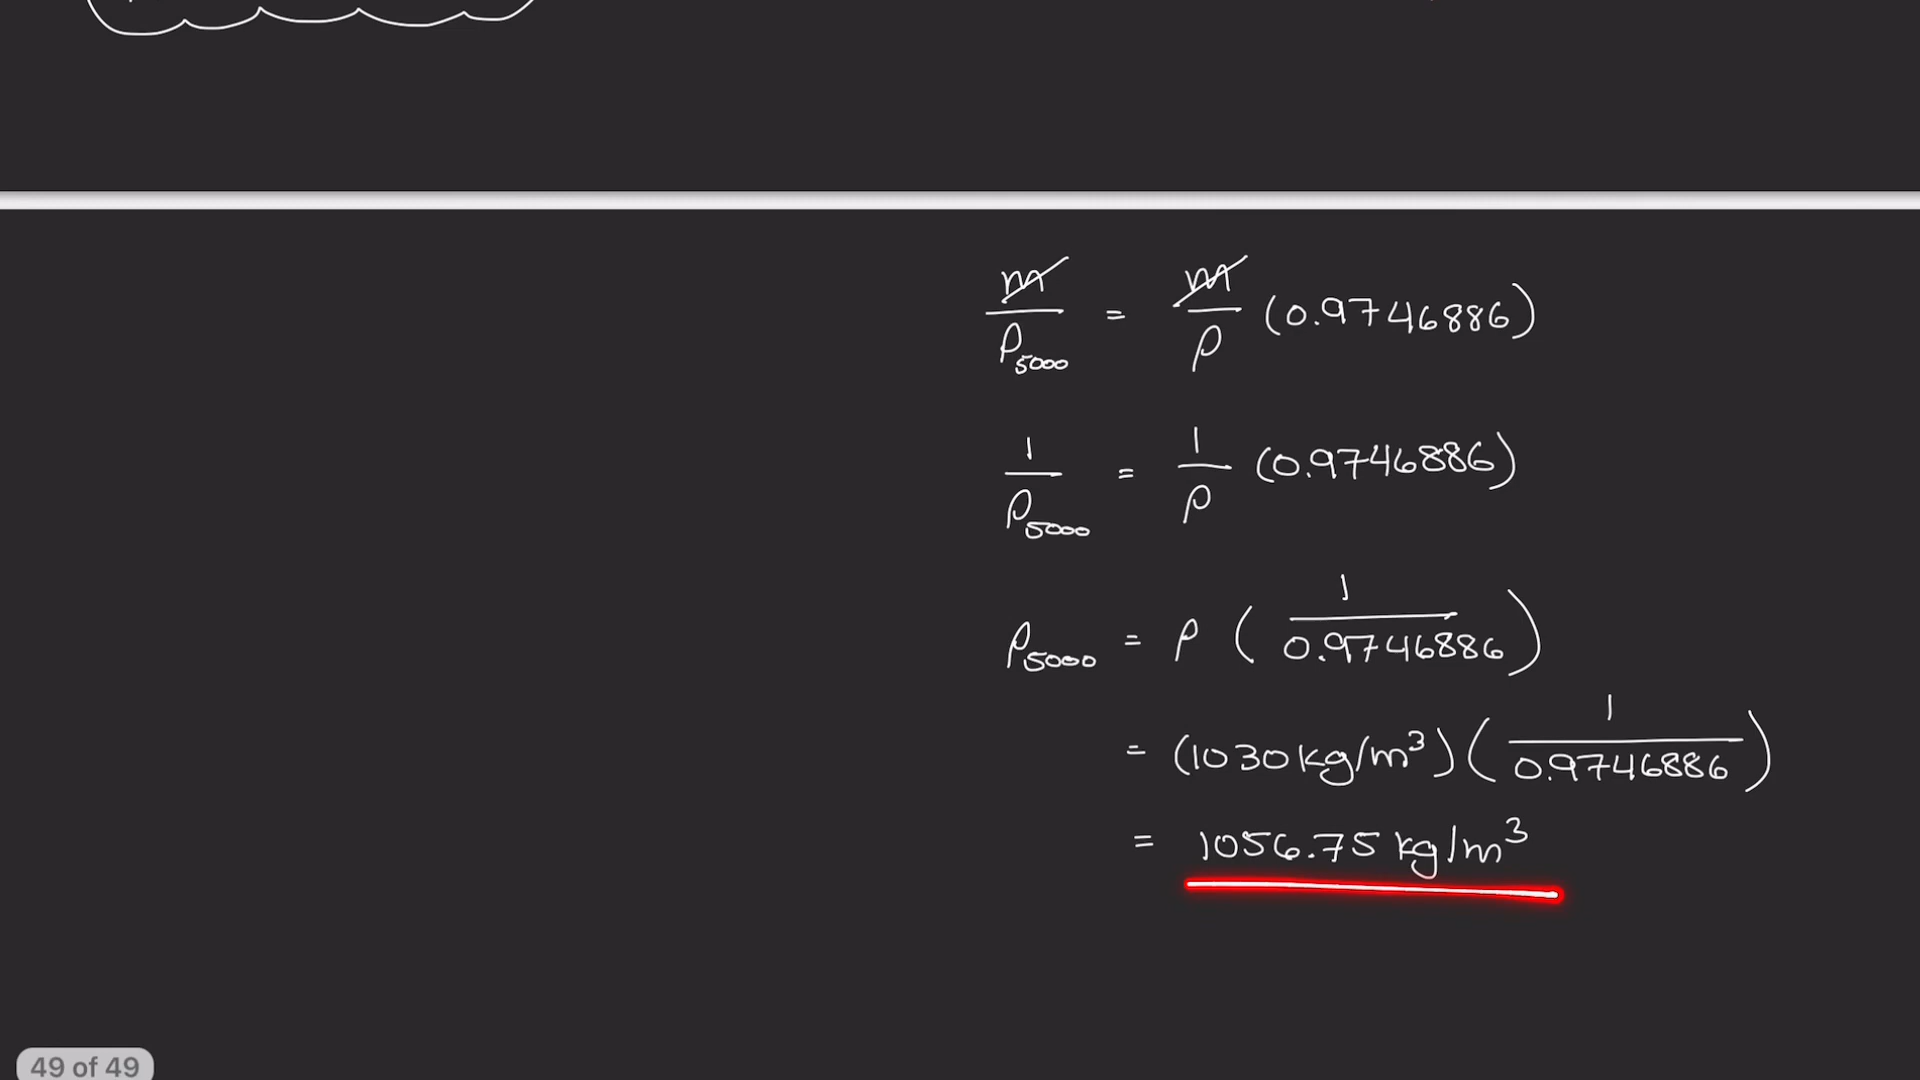 m/ρ5000 = m/ρ (0.9746886)
1/ρ5000 = 1/ρ (0.9746886)
ρ5000 = ρ (1/0.9746886)
= (1030 kg/m³) (1/0.9746886)
= 1056.75 kg/m³
49 of 49